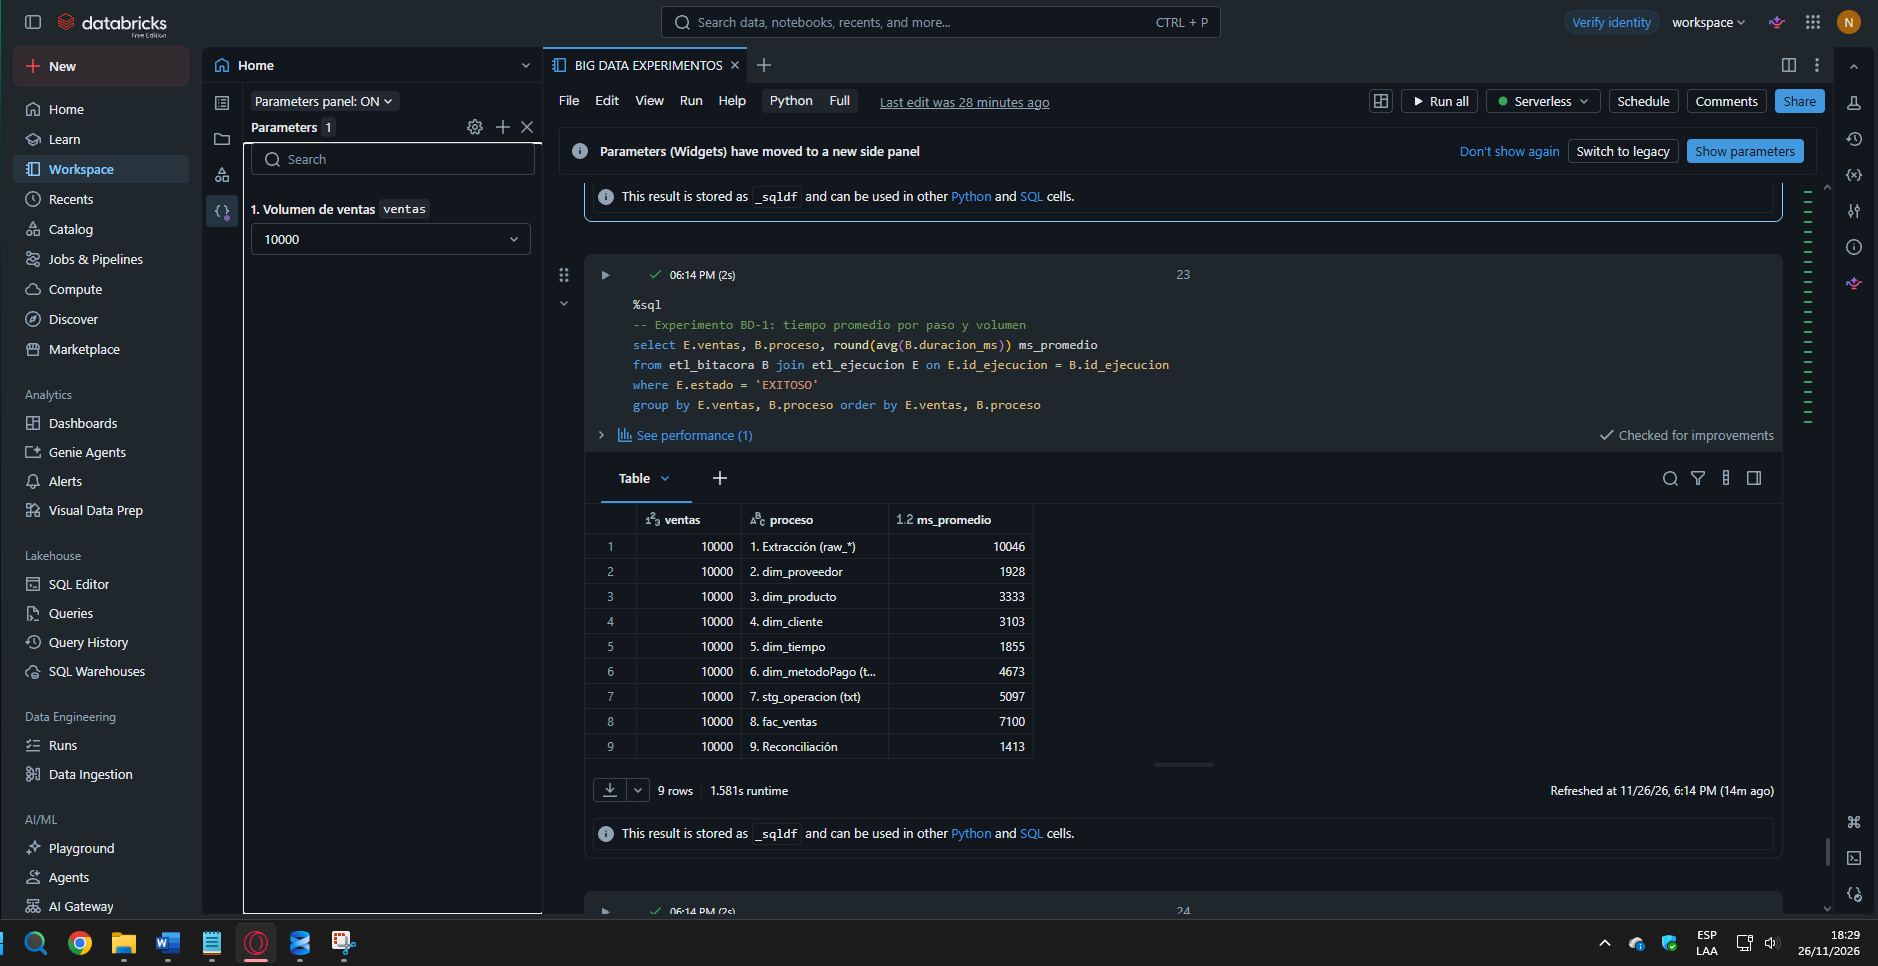 databricks
Free Edition
Search data, notebooks, recents, and more...
CTRL + P
Verify identity
workspace
N
New
Home
Learn
Workspace
Recents
Catalog
Jobs & Pipelines
Compute
Discover
Marketplace
Analytics
Dashboards
Genie Agents
Alerts
Visual Data Prep
Lakehouse
SQL Editor
Queries
Query History
SQL Warehouses
Data Engineering
Runs
Data Ingestion
AI/ML
Playground
Agents
AI Gateway
Home
Parameters panel: ON
Parameters 1
Search
1. Volumen de ventas ventas
10000
BIG DATA EXPERIMENTOS
File Edit View Run Help Python Full Last edit was 28 minutes ago
Run all
Serverless
Schedule
Comments
Share
Parameters (Widgets) have moved to a new side panel
Don't show again
Switch to legacy
Show parameters
This result is stored as _sqldf and can be used in other Python and SQL cells.
06:14 PM (2s)
23
%sql
-- Experimento BD-1: tiempo promedio por paso y volumen
select E.ventas, B.proceso, round(avg(B.duracion_ms)) ms_promedio
from etl_bitacora B join etl_ejecucion E on E.id_ejecucion = B.id_ejecucion
where E.estado = 'EXITOSO'
group by E.ventas, B.proceso order by E.ventas, B.proceso
See performance (1)
Checked for improvements
Table
123 ventas ABC proceso 1.2 ms_promedio
1 10000 1. Extracción (raw_*) 10046
2 10000 2. dim_proveedor 1928
3 10000 3. dim_producto 3333
4 10000 4. dim_cliente 3103
5 10000 5. dim_tiempo 1855
6 10000 6. dim_metodoPago (t... 4673
7 10000 7. stg_operacion (txt) 5097
8 10000 8. fac_ventas 7100
9 10000 9. Reconciliación 1413
9 rows 1.581s runtime
Refreshed at 11/26/26, 6:14 PM (14m ago)
This result is stored as _sqldf and can be used in other Python and SQL cells.
06:14 PM (2s)
24
ESP
LAA
18:29
26/11/2026